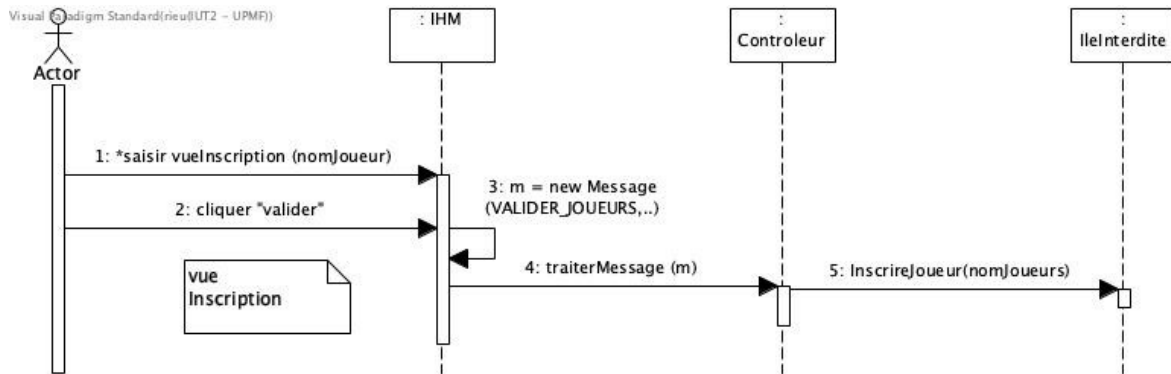 Visual Paradigm Standard(rieu(IUT2 - UPMF))
Actor
: IHM
:
Controleur
:
IleInterdite
1: *saisir vueInscription (nomJoueur)
2: cliquer "valider"
3: m = new Message
(VALIDER_JOUEURS,..)
vue
Inscription
4: traiterMessage (m)
5: InscrireJoueur(nomJoueurs)